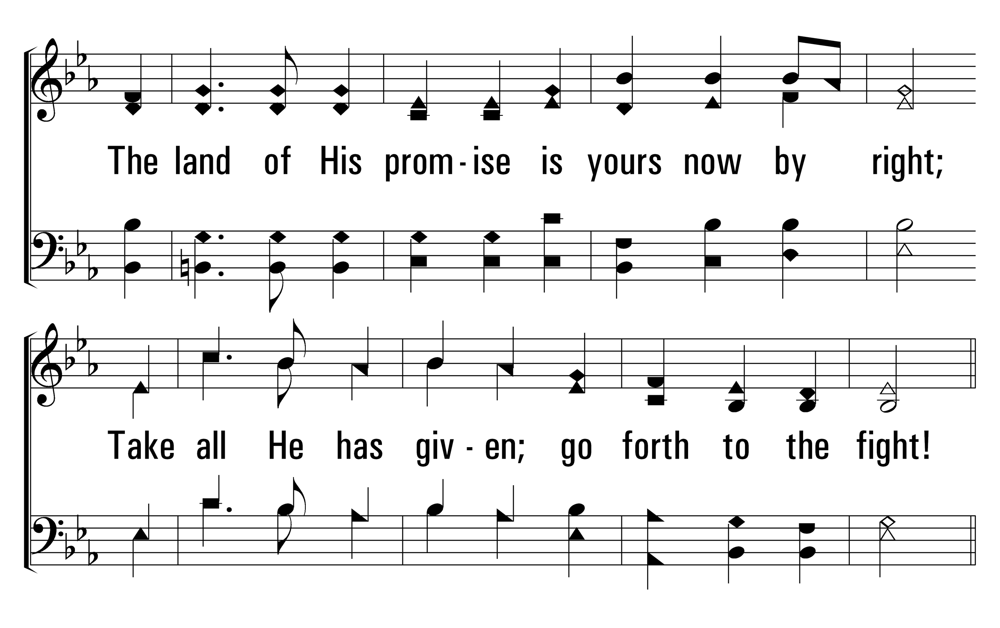 The land of His prom - ise is yours now by right;
Take all He has giv - en; go forth to the fight!